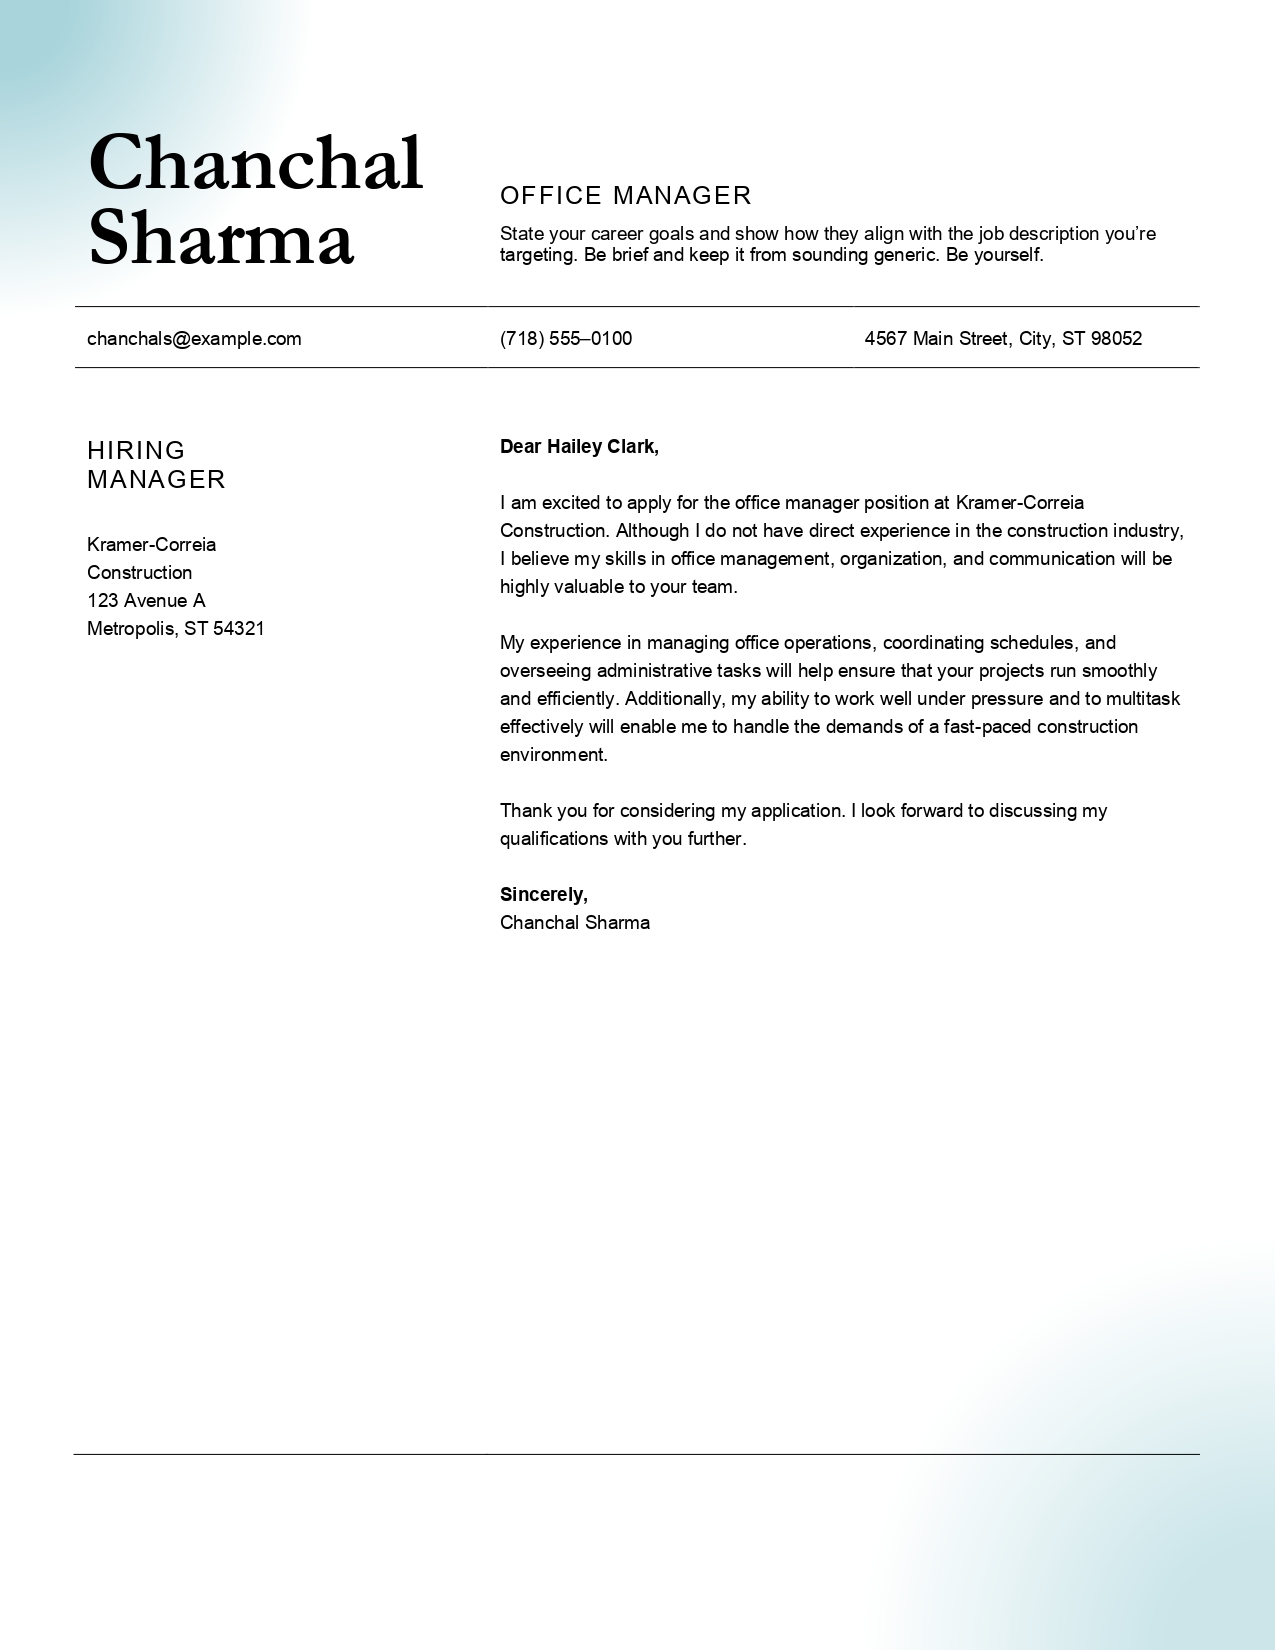 Chanchal
Sharma
OFFICE MANAGER
State your career goals and show how they align with the job description you’re
targeting. Be brief and keep it from sounding generic. Be yourself.
chanchals@example.com
(718) 555–0100
4567 Main Street, City, ST 98052
HIRING
MANAGER
Kramer-Correia
Construction
123 Avenue A
Metropolis, ST 54321
Dear Hailey Clark,
I am excited to apply for the office manager position at Kramer-Correia
Construction. Although I do not have direct experience in the construction industry,
I believe my skills in office management, organization, and communication will be
highly valuable to your team.
My experience in managing office operations, coordinating schedules, and
overseeing administrative tasks will help ensure that your projects run smoothly
and efficiently. Additionally, my ability to work well under pressure and to multitask
effectively will enable me to handle the demands of a fast-paced construction
environment.
Thank you for considering my application. I look forward to discussing my
qualifications with you further.
Sincerely,
Chanchal Sharma